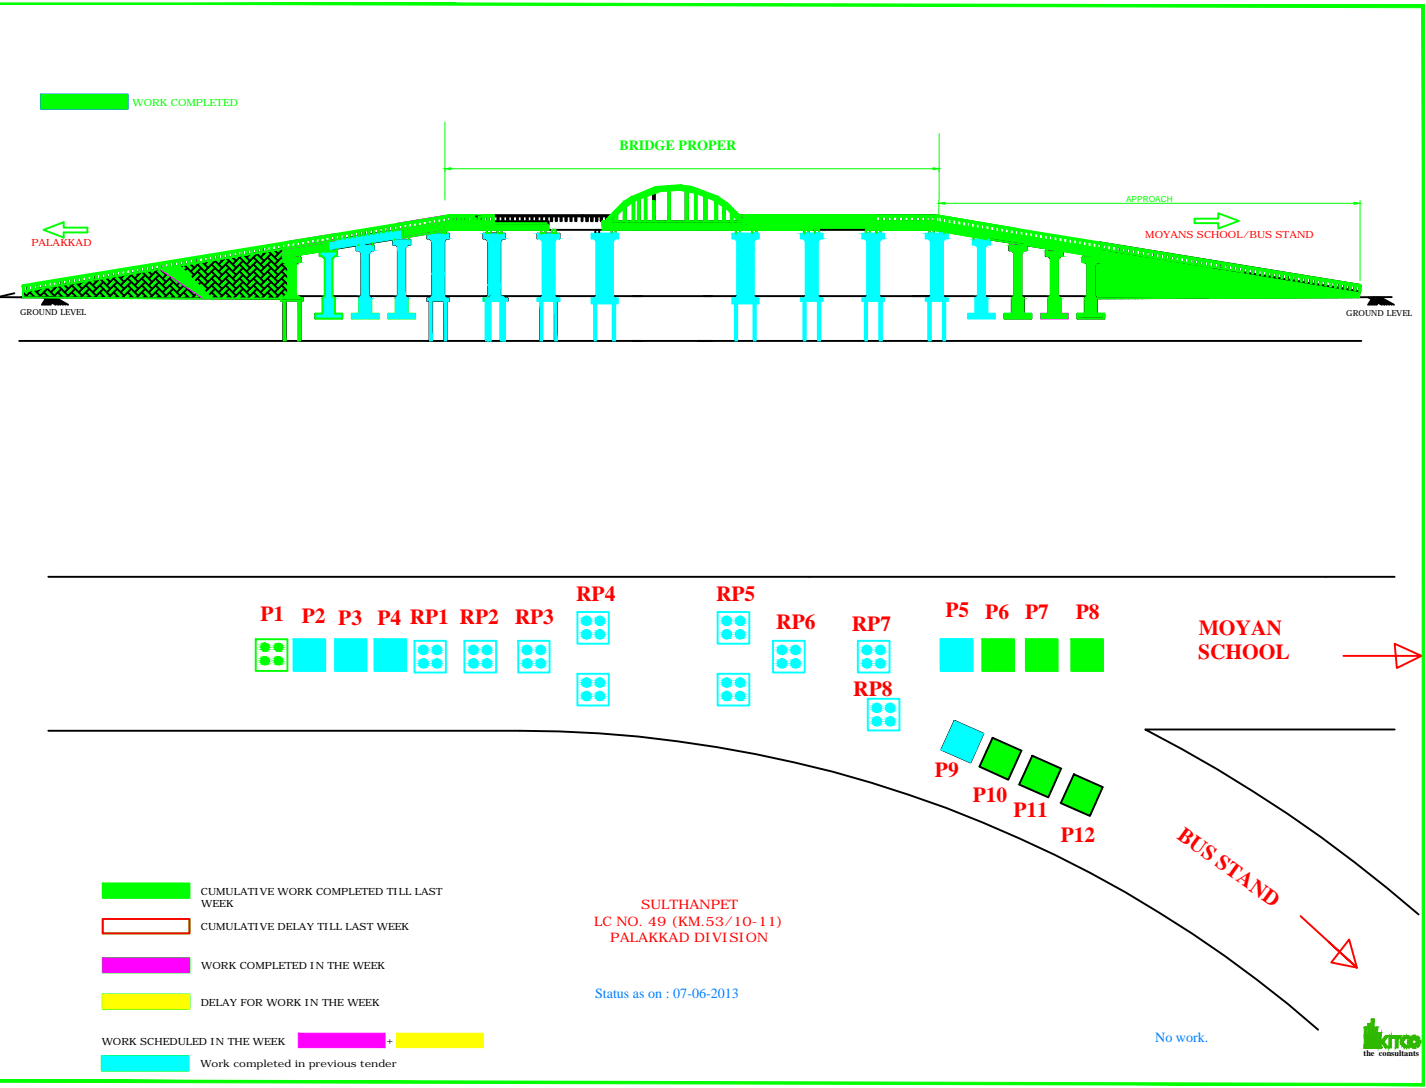 WORK COMPLETED
BRIDGE PROPER
APPROACH
PALAKKAD
MOYANS SCHOOL/BUS STAND
GROUND LEVEL
GROUND LEVEL
P1 P2 P3 P4 RP1 RP2 RP3 RP4 RP5 RP6 RP7 P5 P6 P7 P8
MOYAN
SCHOOL
RP8
P9
P10
P11
P12
BUS STAND
CUMULATIVE WORK COMPLETED TILL LAST
WEEK
CUMULATIVE DELAY TILL LAST WEEK
WORK COMPLETED IN THE WEEK
DELAY FOR WORK IN THE WEEK
WORK SCHEDULED IN THE WEEK +
Work completed in previous tender
SULTHANPET
LC NO. 49 (KM.53/10-11)
PALAKKAD DIVISION
Status as on : 07-06-2013
No work.
KITCO
the consultants